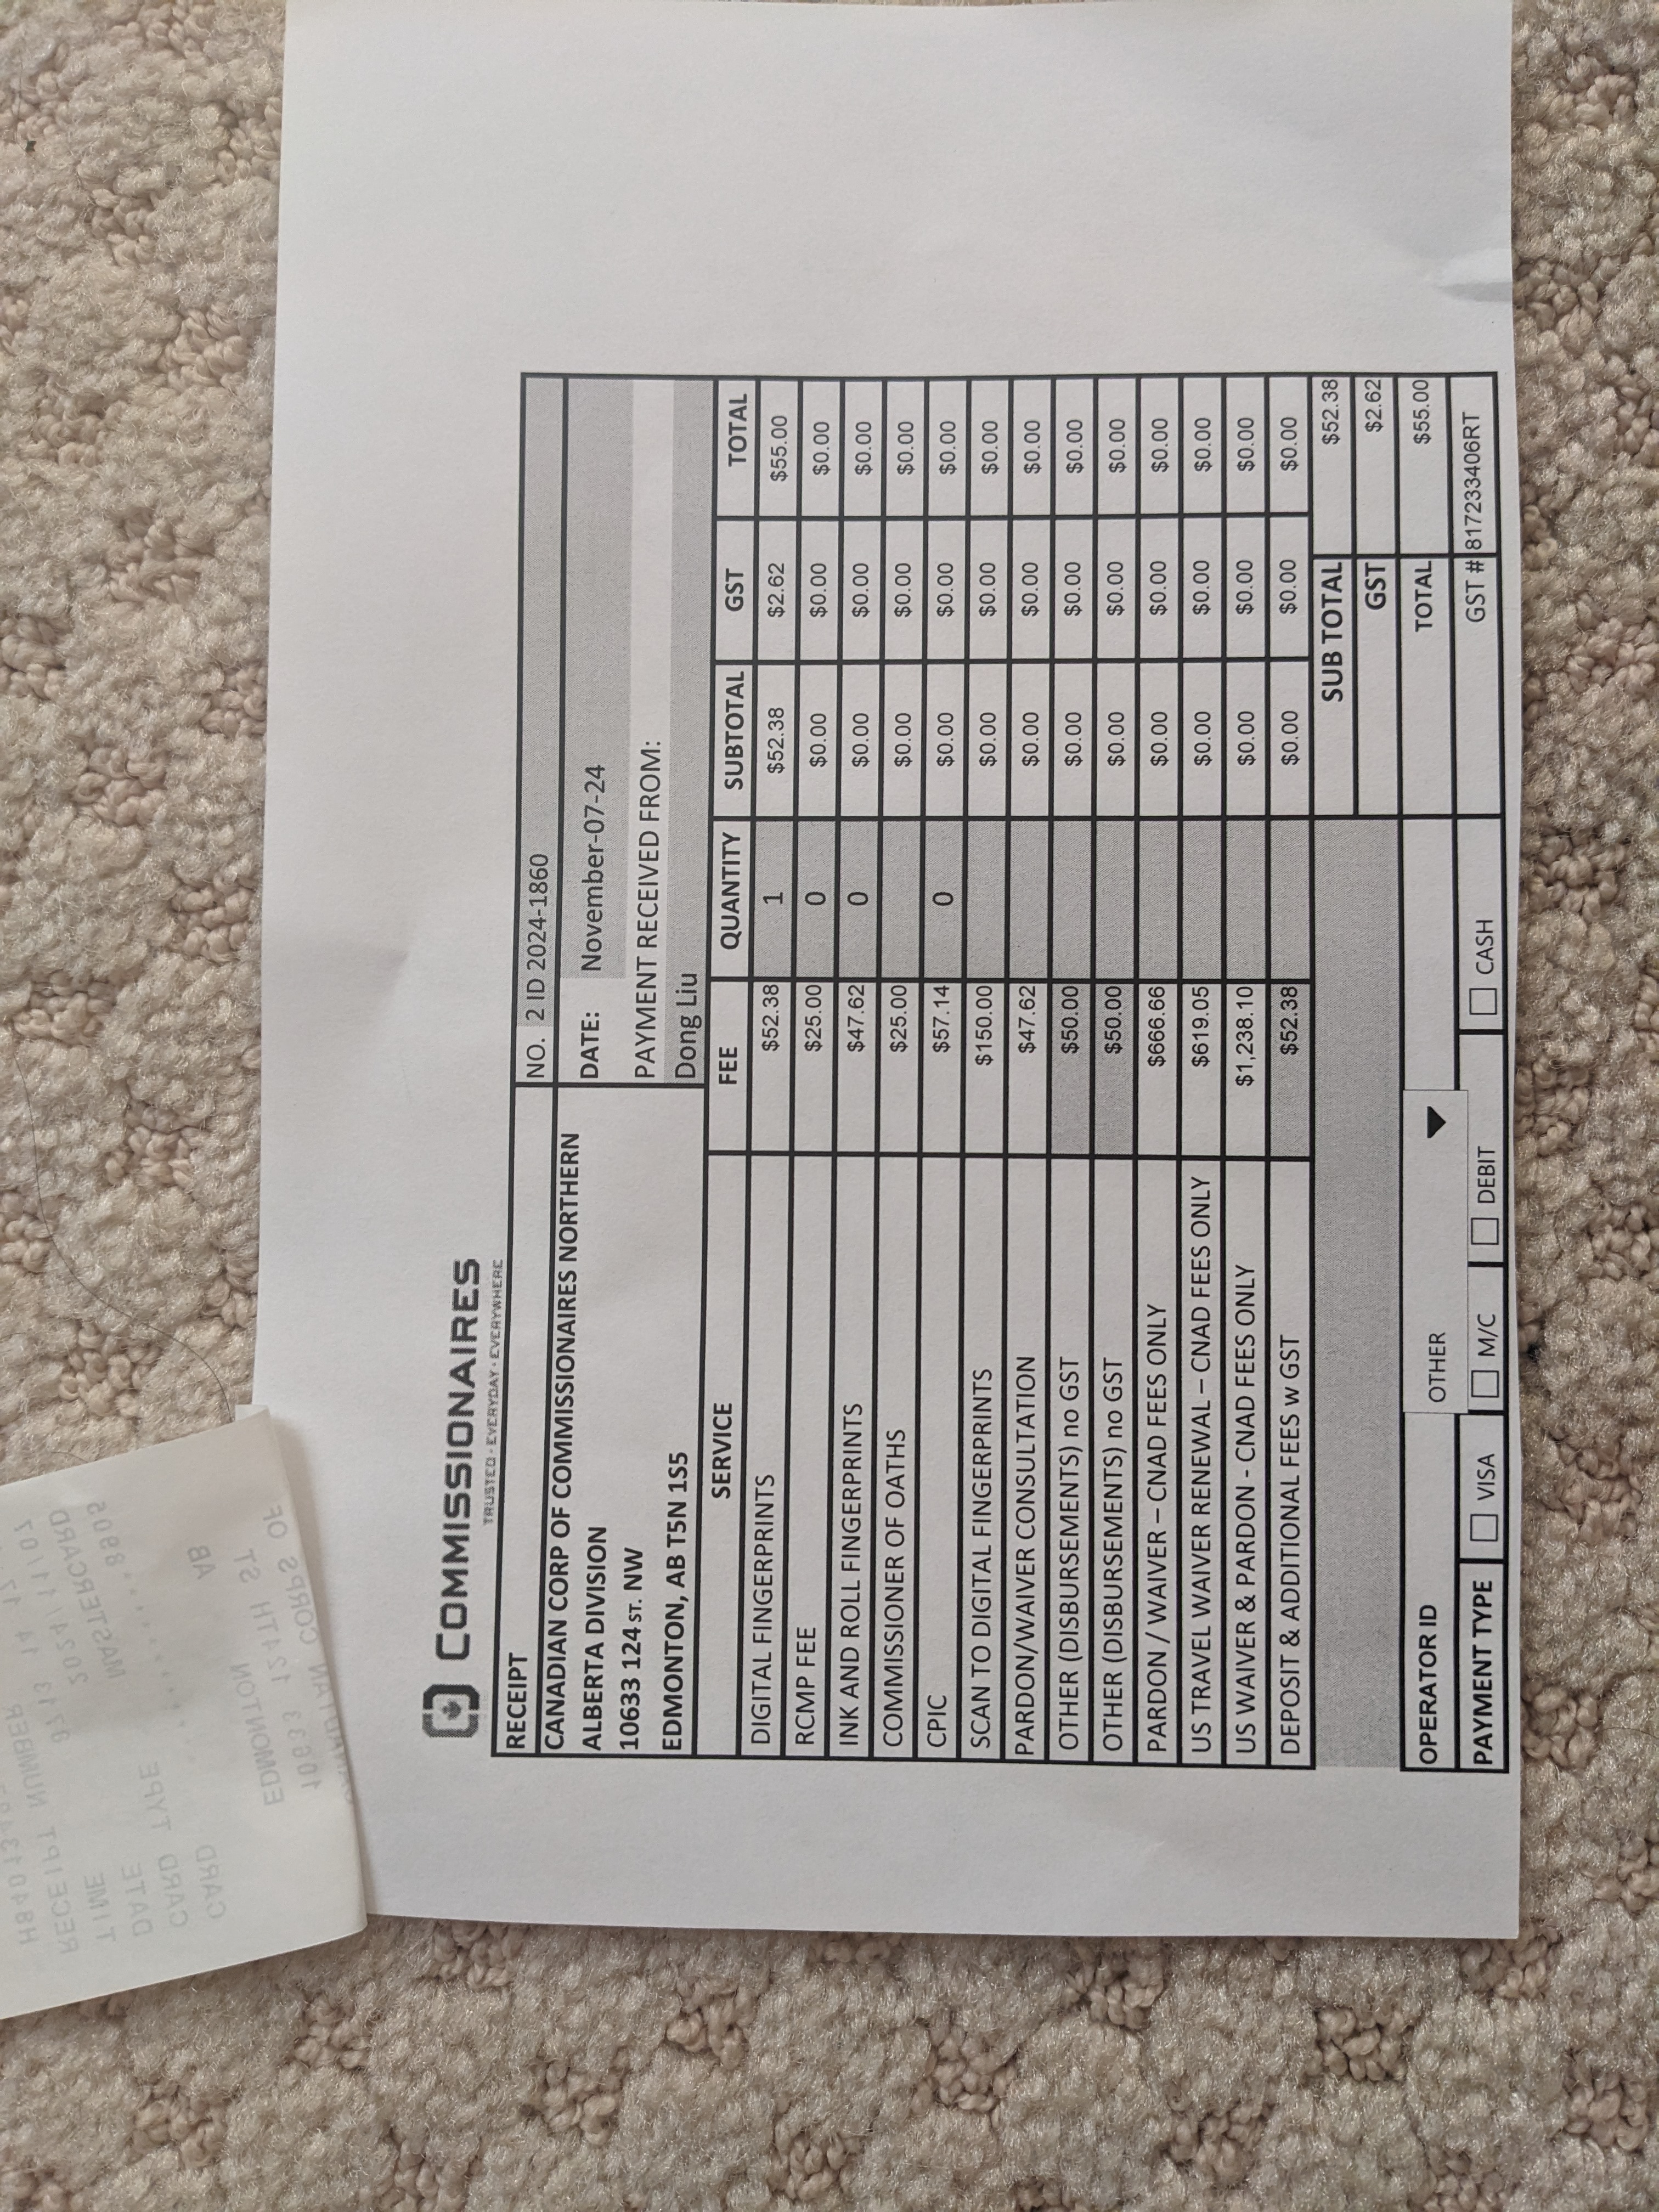 COMMISSIONAIRES
TRUSTED · EVERYDAY · EVERYWHERE
RECEIPT NO. 2 ID 2024-1860
CANADIAN CORP OF COMMISSIONAIRES NORTHERN
ALBERTA DIVISION
10633 124 ST. NW
EDMONTON, AB T5N 1S5
DATE: November-07-24
PAYMENT RECEIVED FROM:
Dong Liu
SERVICE FEE QUANTITY SUBTOTAL GST TOTAL
DIGITAL FINGERPRINTS $52.38 1 $52.38 $2.62 $55.00
RCMP FEE $25.00 0 $0.00 $0.00 $0.00
INK AND ROLL FINGERPRINTS $47.62 0 $0.00 $0.00 $0.00
COMMISSIONER OF OATHS $25.00 $0.00 $0.00 $0.00
CPIC $57.14 0 $0.00 $0.00 $0.00
SCAN TO DIGITAL FINGERPRINTS $150.00 $0.00 $0.00 $0.00
PARDON/WAIVER CONSULTATION $47.62 $0.00 $0.00 $0.00
OTHER (DISBURSEMENTS) no GST $50.00 $0.00 $0.00 $0.00
OTHER (DISBURSEMENTS) no GST $50.00 $0.00 $0.00 $0.00
PARDON / WAIVER – CNAD FEES ONLY $666.66 $0.00 $0.00 $0.00
US TRAVEL WAIVER RENEWAL – CNAD FEES ONLY $619.05 $0.00 $0.00 $0.00
US WAIVER & PARDON - CNAD FEES ONLY $1,238.10 $0.00 $0.00 $0.00
DEPOSIT & ADDITIONAL FEES w GST $52.38 $0.00 $0.00 $0.00
SUB TOTAL $52.38
GST $2.62
OPERATOR ID OTHER TOTAL $55.00
PAYMENT TYPE VISA M/C DEBIT CASH GST # 817233406RT
CORPS OF
10633 124TH ST
EDMONTON AB
CARD
CARD TYPE MASTERCARD
DATE 2024/11/07
TIME
RECEIPT NUMBER